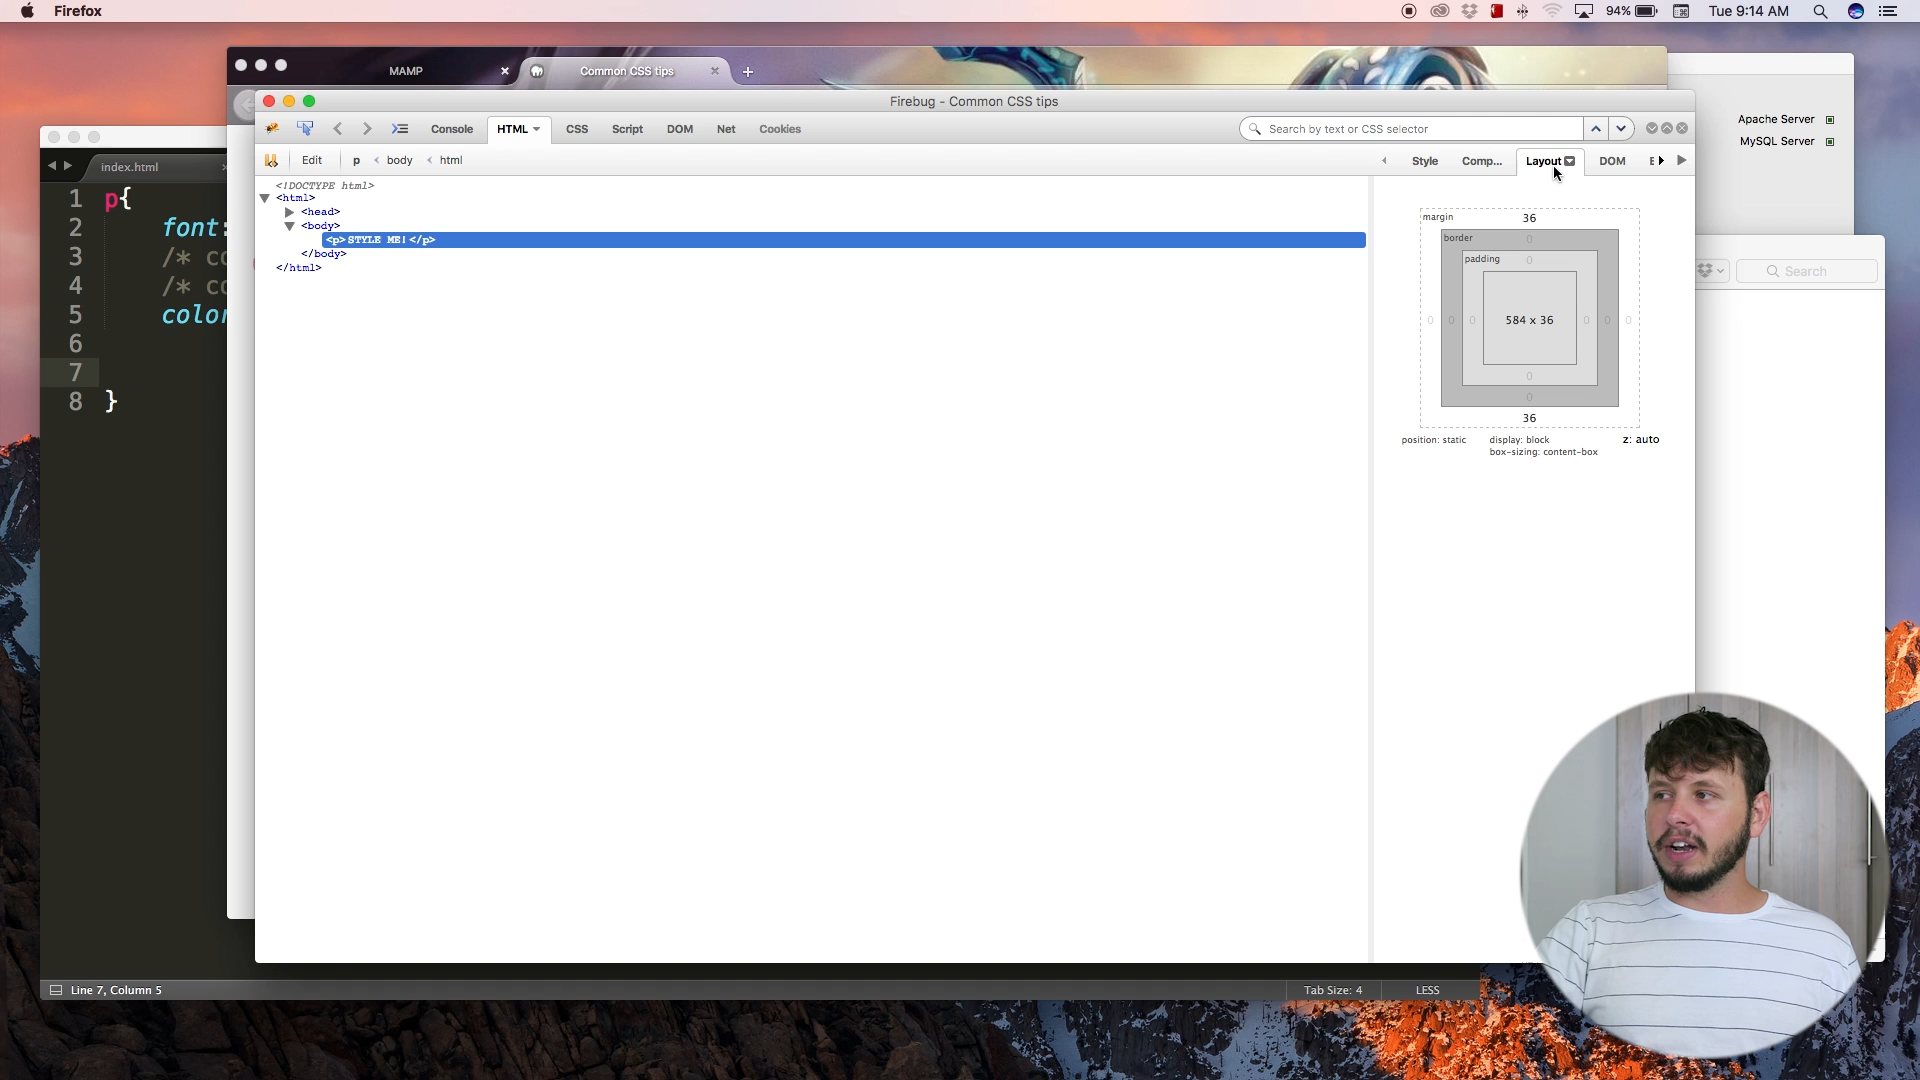 Firefox
94%
Tue 9:14 AM
MAMP
Common CSS tips
Firebug - Common CSS tips
Apache Server
MySQL Server
Console
HTML
CSS
Script
DOM
Net
Cookies
Search by text or CSS selector
Edit
p < body < html
Style
Comp...
Layout
DOM
E
index.html
1 p{
2 font:
3 /* co
4 /* co
5 color
6
7
8 }
<!DOCTYPE html>
<html>
<head>
<body>
<p>STYLE ME!</p>
</body>
</html>
margin 36
border 0
padding 0
0 0 0 584 x 36 0 0 0
0
0
36
position: static
display: block
box-sizing: content-box
z: auto
Search
Line 7, Column 5
Tab Size: 4
LESS